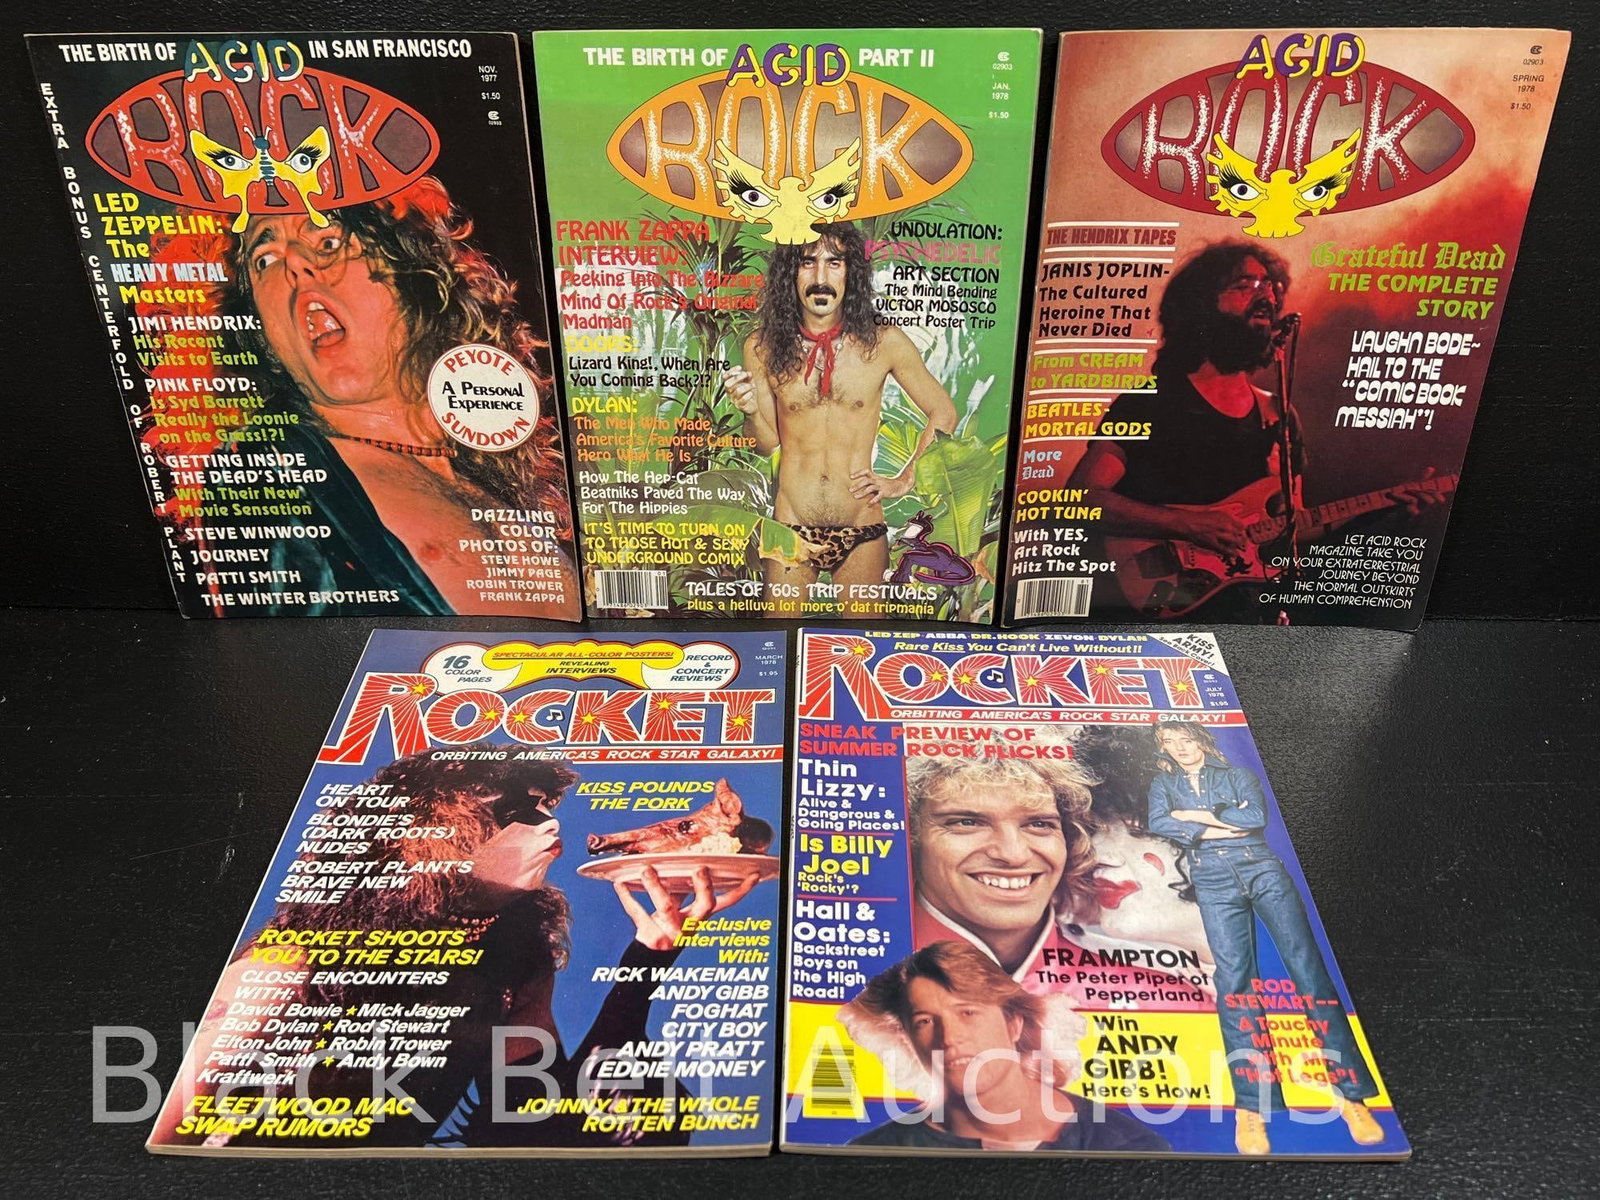 THE BIRTH OF ACID IN SAN FRANCISCO
ROCK
NOV.
1977
$1.50
EXTRA BONUS CENTERFOLD OF ROBERT PLANT
LED
ZEPPELIN:
The
HEAVY METAL
Masters
JIMI HENDRIX:
His Recent
Visits to Earth
PINK FLOYD:
Is Syd Barrett
Really the Loonie
on the Grass!?!
GETTING INSIDE
THE DEAD'S HEAD
With Their New
Movie Sensation
STEVE WINWOOD
JOURNEY
PATTI SMITH
THE WINTER BROTHERS
PEYOTE
A PERSONAL
EXPERIENCE
SUNDOWN
DAZZLING
COLOR
PHOTOS OF:
STEVE HOWE
JIMMY PAGE
ROBIN TROWER
FRANK ZAPPA
THE BIRTH OF ACID PART II
ROCK
02903
JAN.
1978
$1.50
FRANK ZAPPA
INTERVIEW:
Peeking Into The Bizzare
Mind Of Rock's Original
Madman
DOORS:
Lizard King!, When Are
You Coming Back?!?
DYLAN:
The Men Who Made
America's Favorite Culture
Hero What He Is
How The Hep-Cat
Beatniks Paved The Way
For The Hippies
IT'S TIME TO TURN ON
TO THOSE HOT & SEXY
UNDERGROUND COMIX
UNDULATION:
PSYCHEDELIC
ART SECTION
The Mind Bending
VICTOR MOSOSCO
Concert Poster Trip
TALES OF '60s TRIP FESTIVALS
plus a helluva lot more o' dat tripmania
ACID
ROCK
02903
SPRING
1978
$1.50
THE HENDRIX TAPES
JANIS JOPLIN-
The Cultured
Heroine That
Never Died
From CREAM
to YARDBIRDS
BEATLES-
MORTAL GODS
More
Dead
COOKIN'
HOT TUNA
With YES,
Art Rock
Hitz The Spot
Grateful Dead
THE COMPLETE
STORY
VAUGHN BODE-
HAIL TO THE
"COMIC BOOK
MESSIAH"!
LET ACID ROCK
MAGAZINE TAKE YOU
ON YOUR EXTRATERRESTRIAL
JOURNEY BEYOND
THE NORMAL OUTSKIRTS
OF HUMAN COMPREHENSION
16
COLOR
PAGES
SPECTACULAR ALL-COLOR POSTERS!
REVEALING
INTERVIEWS
RECORD
&
CONCERT
REVIEWS
MARCH
1978
$1.95
ROCKET
ORBITING AMERICA'S ROCK STAR GALAXY!
HEART
ON TOUR
BLONDIE'S
(DARK ROOTS)
NUDES
ROBERT PLANT'S
BRAVE NEW
SMILE
KISS POUNDS
THE PORK
ROCKET SHOOTS
YOU TO THE STARS!
CLOSE ENCOUNTERS
WITH:
David Bowie ★ Mick Jagger
Bob Dylan ★ Rod Stewart
Elton John ★ Robin Trower
Patti Smith ★ Andy Bown
Kraftwerk
FLEETWOOD MAC
SWAP RUMORS
Exclusive
Interviews
With:
RICK WAKEMAN
ANDY GIBB
FOGHAT
CITY BOY
ANDY PRATT
EDDIE MONEY
JOHNNY & THE WHOLE
ROTTEN BUNCH
LED ZEP·ABBA·DR. HOOK·ZEVON·DYLAN
Rare Kiss You Can't Live Without!!
KISS
ARMY
ROCKET
JULY
1978
$1.95
ORBITING AMERICA'S ROCK STAR GALAXY!
SNEAK PREVIEW OF
SUMMER ROCK FLICKS!
Thin
Lizzy:
Alive &
Dangerous &
Going Places!
Is Billy
Joel
Rock's
'Rocky'?
Hall &
Oates:
Backstreet
Boys on
the High
Road!
FRAMPTON
The Peter Piper of
Pepperland
Win
ANDY
GIBB!
Here's How!
ROD
STEWART--
A Touchy
Minute
with Mr.
"Hot Legs"!
Black Belt Auctions